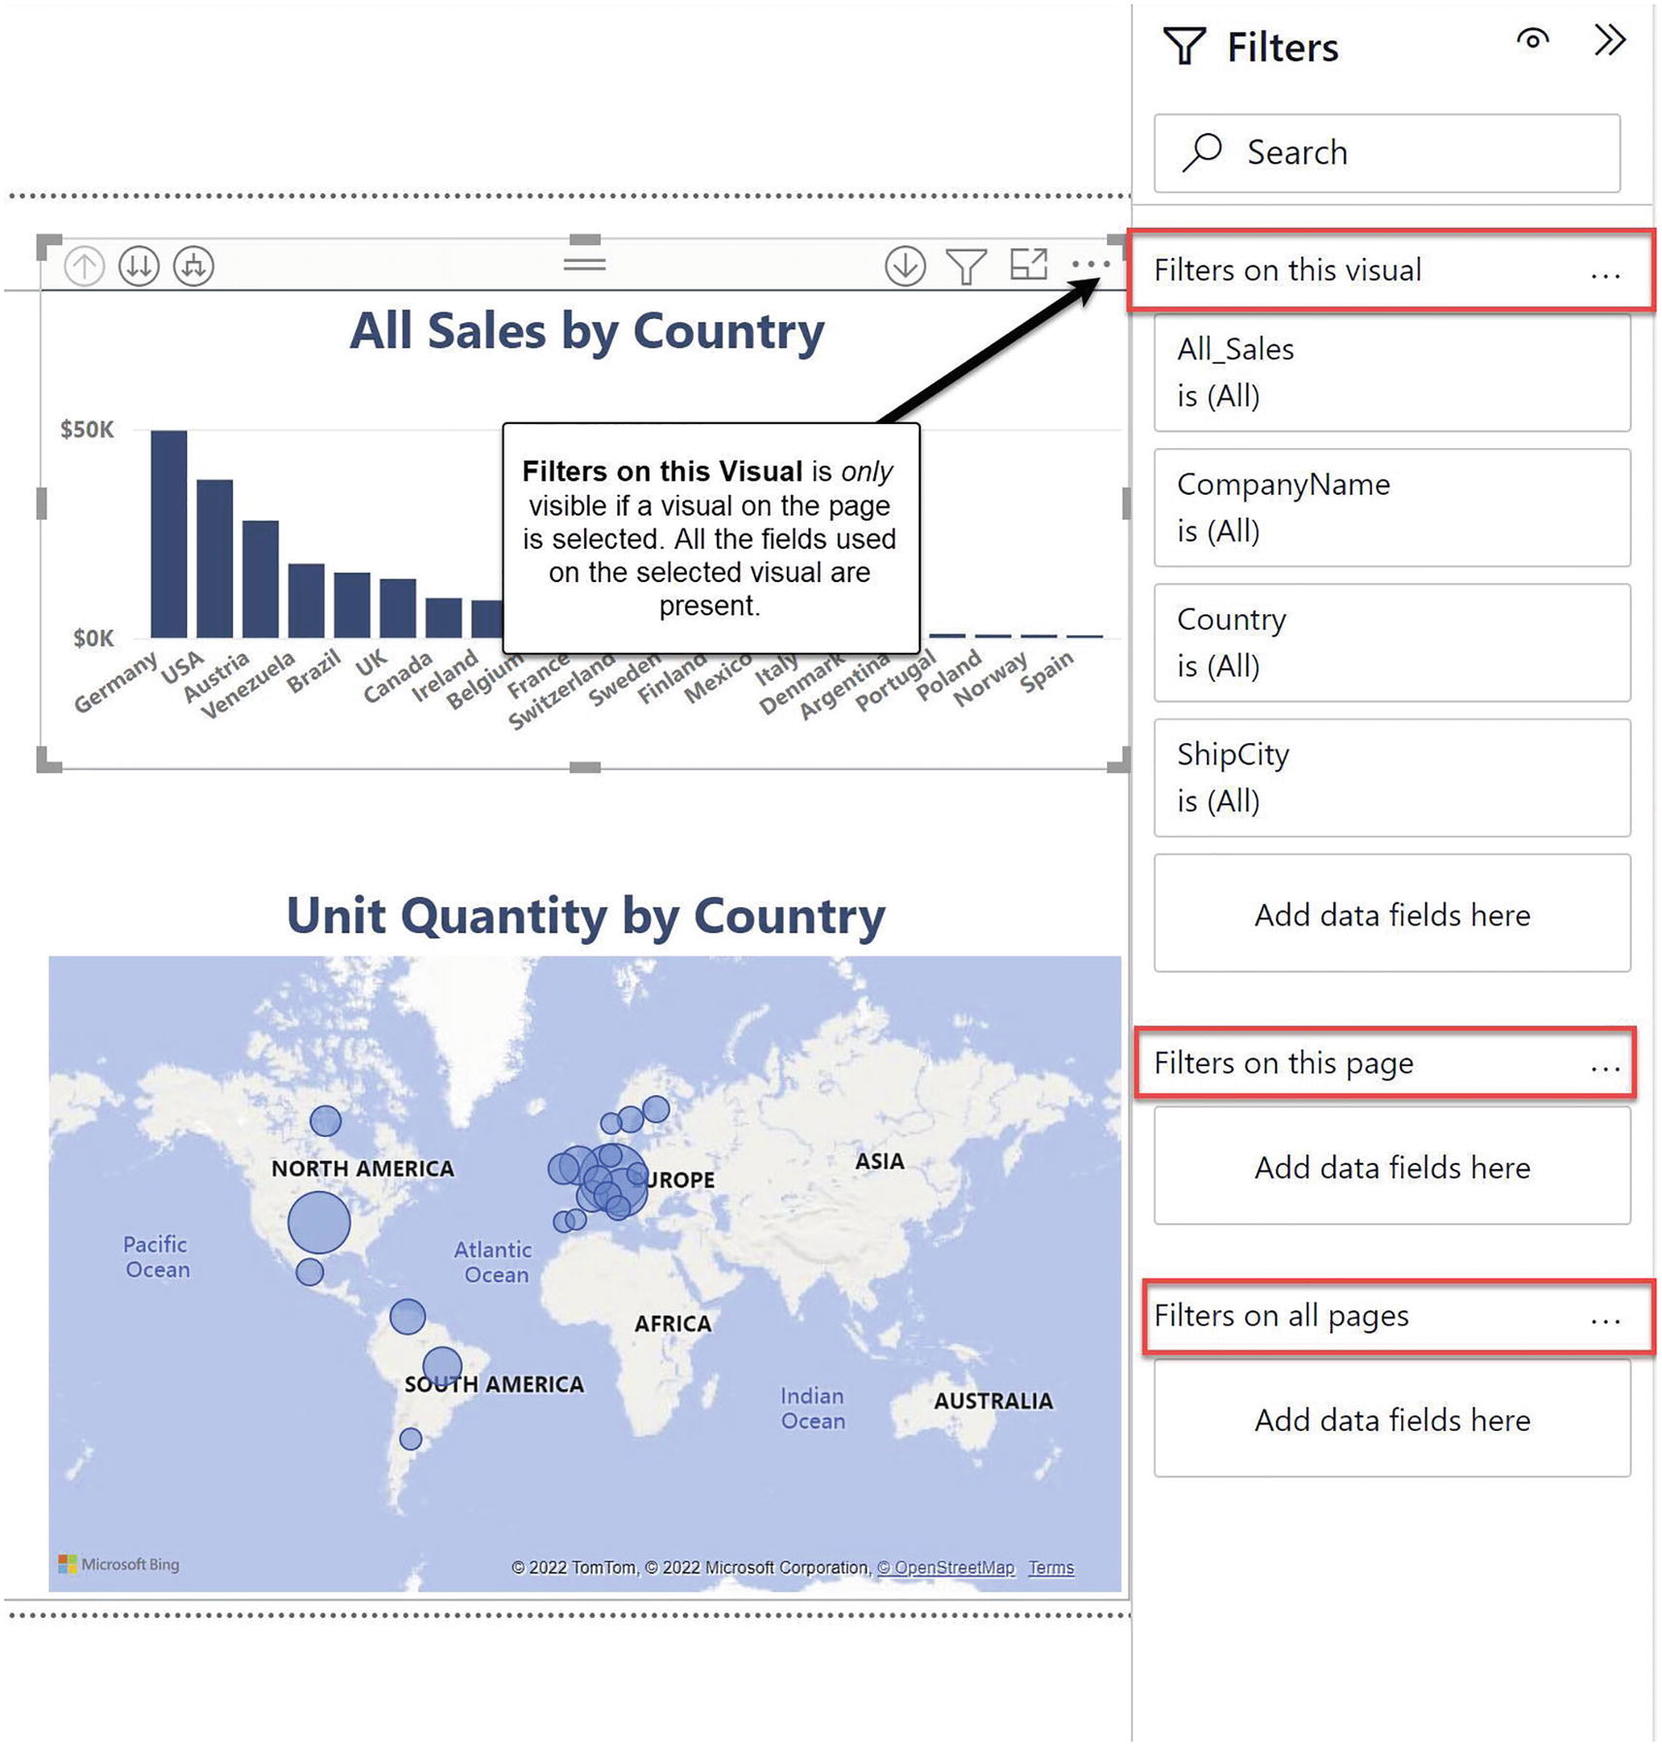 Filters
Search
Filters on this visual ...
All_Sales
is (All)
CompanyName
is (All)
Country
is (All)
ShipCity
is (All)
Add data fields here
Filters on this page ...
Add data fields here
Filters on all pages ...
Add data fields here
All Sales by Country
$50K
$0K
Filters on this Visual is only
visible if a visual on the page
is selected. All the fields used
on the selected visual are
present.
Germany
USA
Austria
Venezuela
Brazil
UK
Canada
Ireland
Belgium
France
Switzerland
Sweden
Finland
Mexico
Italy
Denmark
Argentina
Portugal
Poland
Norway
Spain
Unit Quantity by Country
NORTH AMERICA
UROPE
ASIA
Pacific
Ocean
Atlantic
Ocean
AFRICA
SOUTH AMERICA
Indian
Ocean
AUSTRALIA
Microsoft Bing
© 2022 TomTom, © 2022 Microsoft Corporation, © OpenStreetMap Terms